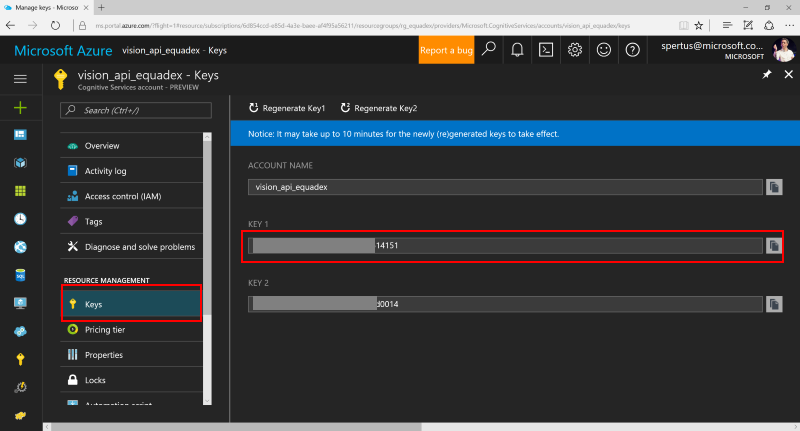 Manage keys - Microso
ms.portal.azure.com/?flight=1#resource/subscriptions/6d854ccd-e85d-4a3e-baee-af4f95a56211/resourcegroups/rg_equadex/providers/Microsoft.CognitiveServices/accounts/vision_api_equadex/keys
Microsoft Azure vision_api_equadex - Keys
Report a bug
spertus@microsoft.co...
MICROSOFT
vision_api_equadex - Keys
Cognitive Services account - PREVIEW
Search (Ctrl+/)
Overview
Activity log
Access control (IAM)
Tags
Diagnose and solve problems
RESOURCE MANAGEMENT
Keys
Pricing tier
Properties
Locks
Automation script
Regenerate Key1 Regenerate Key2
Notice: It may take up to 10 minutes for the newly (re)generated keys to take effect.
ACCOUNT NAME
vision_api_equadex
KEY 1
14151
KEY 2
d0014